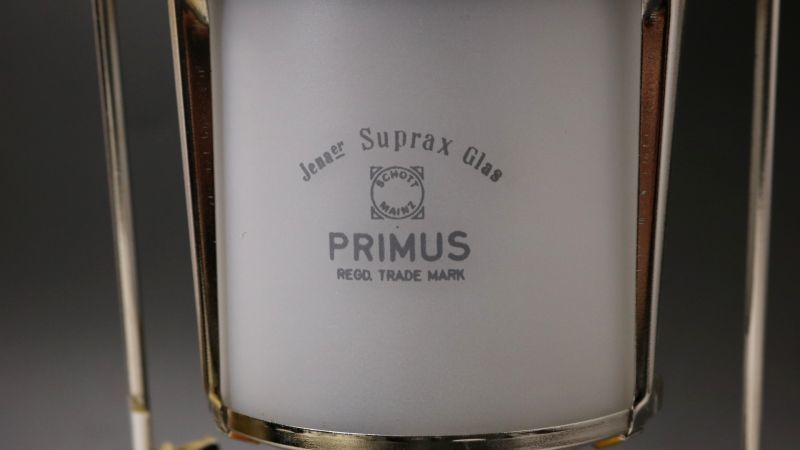 Jenaer Suprax Glas
SCHOTT
MAINZ
PRIMUS
REGD. TRADE MARK